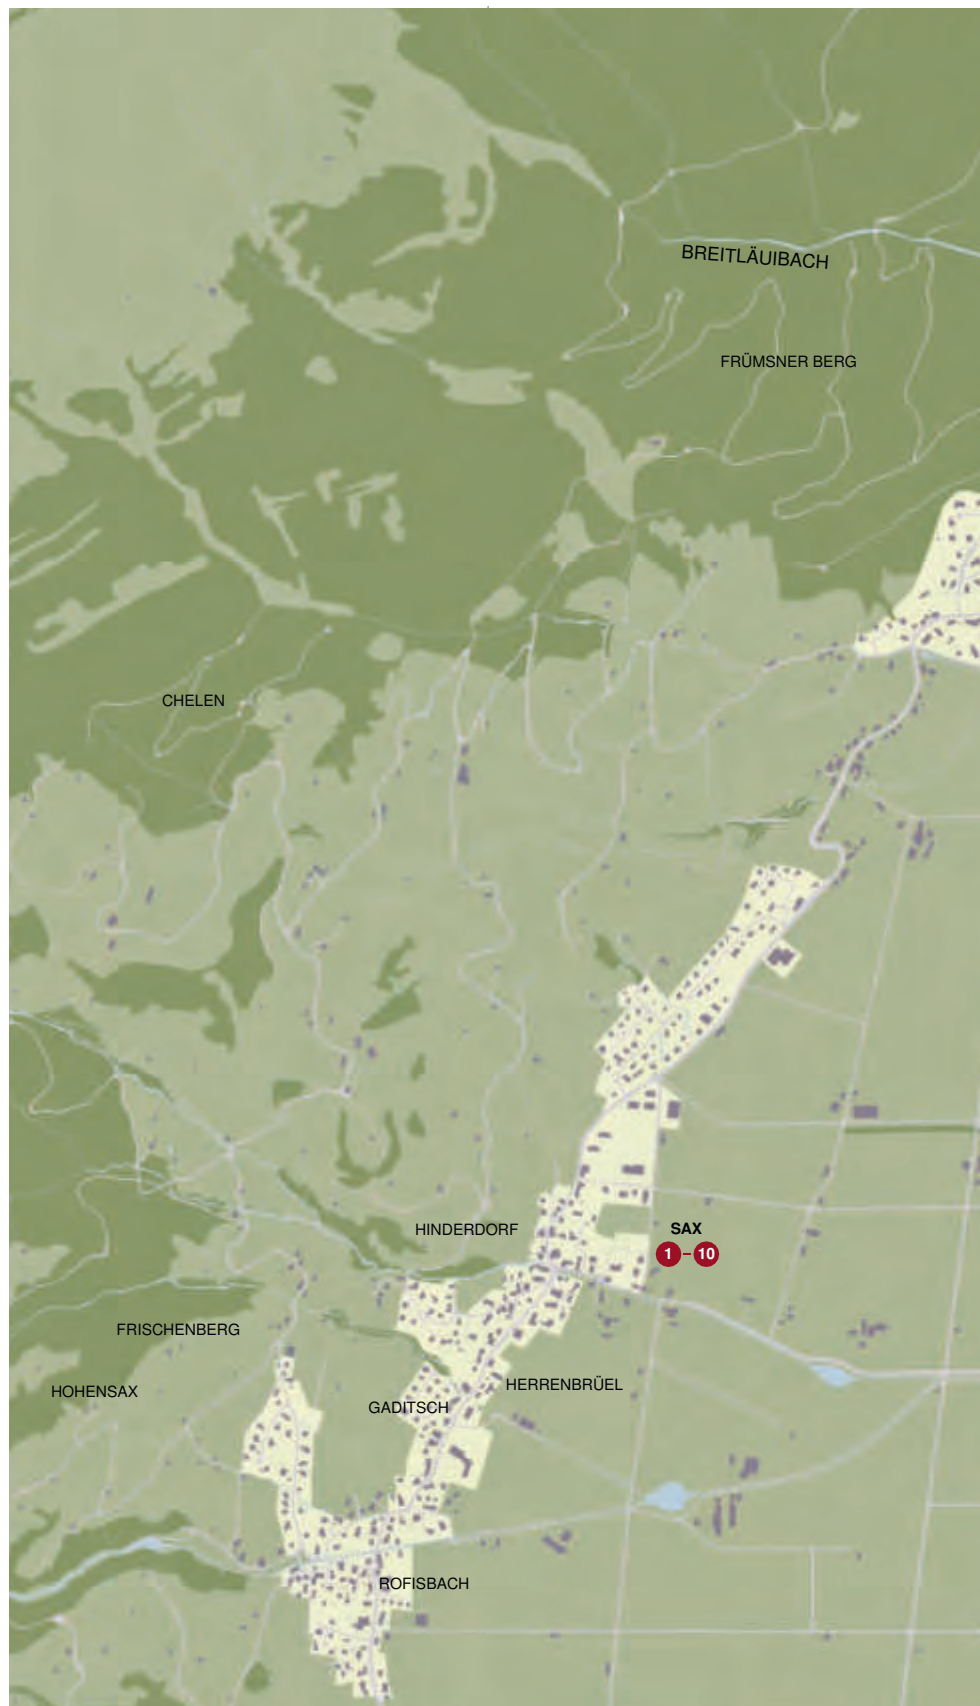 BREITLÄUIBACH
FRÜMSNER BERG
CHELEN
HINDERDORF
SAX
1 – 10
FRISCHENBERG
HOHENSAX
HERRENBRÜEL
GADITSCH
ROFISBACH